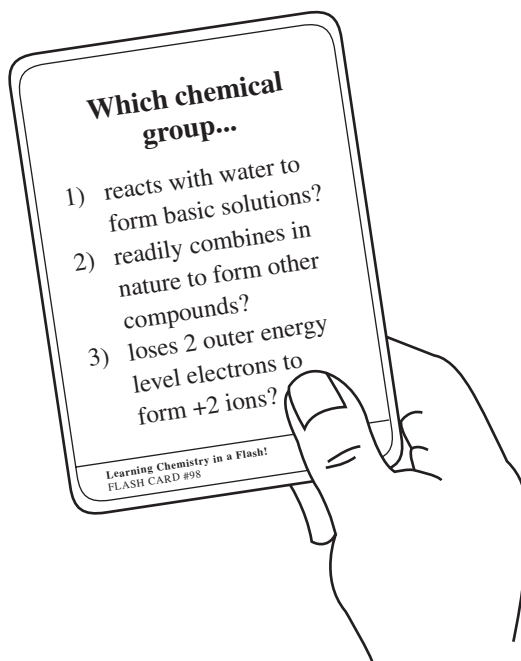 Which chemical
group...
1) reacts with water to
form basic solutions?
2) readily combines in
nature to form other
compounds?
3) loses 2 outer energy
level electrons to
form +2 ions?
Learning Chemistry in a Flash!
FLASH CARD #98